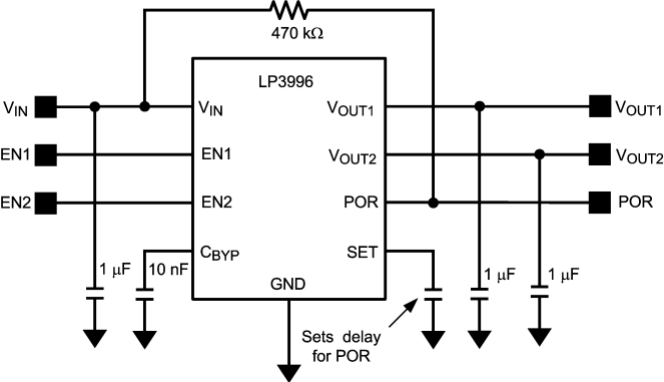 470 kΩ
LP3996
VIN
VIN
VOUT1
VOUT1
EN1
EN1
VOUT2
VOUT2
EN2
EN2
POR
POR
CBYP
SET
1 μF
10 nF
GND
1 μF
1 μF
Sets delay
for POR